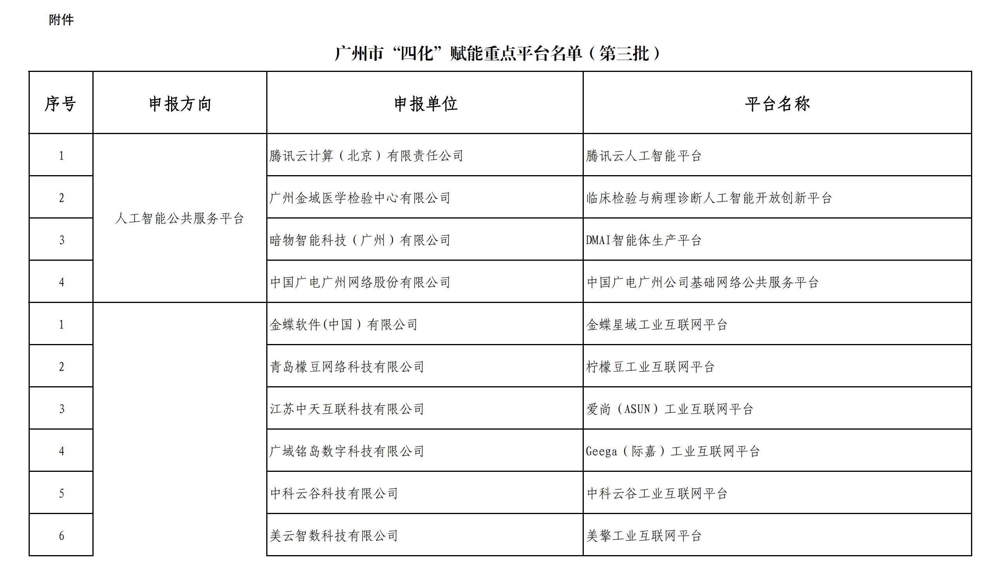 附件
广州市“四化”赋能重点平台名单（第三批）
序号 申报方向 申报单位 平台名称
1 腾讯云计算（北京）有限责任公司 腾讯云人工智能平台
2 广州金域医学检验中心有限公司 临床检验与病理诊断人工智能开放创新平台
人工智能公共服务平台
3 暗物智能科技（广州）有限公司 DMAI智能体生产平台
4 中国广电广州网络股份有限公司 中国广电广州公司基础网络公共服务平台
1 金蝶软件(中国）有限公司 金蝶星域工业互联网平台
2 青岛檬豆网络科技有限公司 柠檬豆工业互联网平台
3 江苏中天互联科技有限公司 爱尚（ASUN）工业互联网平台
4 广域铭岛数字科技有限公司 Geega（际嘉）工业互联网平台
5 中科云谷科技有限公司 中科云谷工业互联网平台
6 美云智数科技有限公司 美擎工业互联网平台